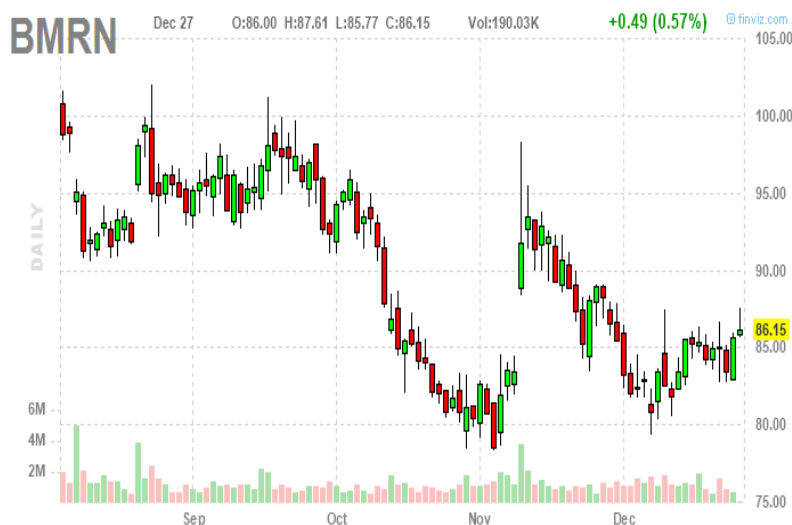 BMRN Dec 27 O:86.00 H:87.61 L:85.77 C:86.15 Vol:190.03K +0.49 (0.57%) © finviz.com
105.00
100.00
95.00
DAILY
90.00
86.15
85.00
6M
80.00
4M
2M
75.00
Sep Oct Nov Dec